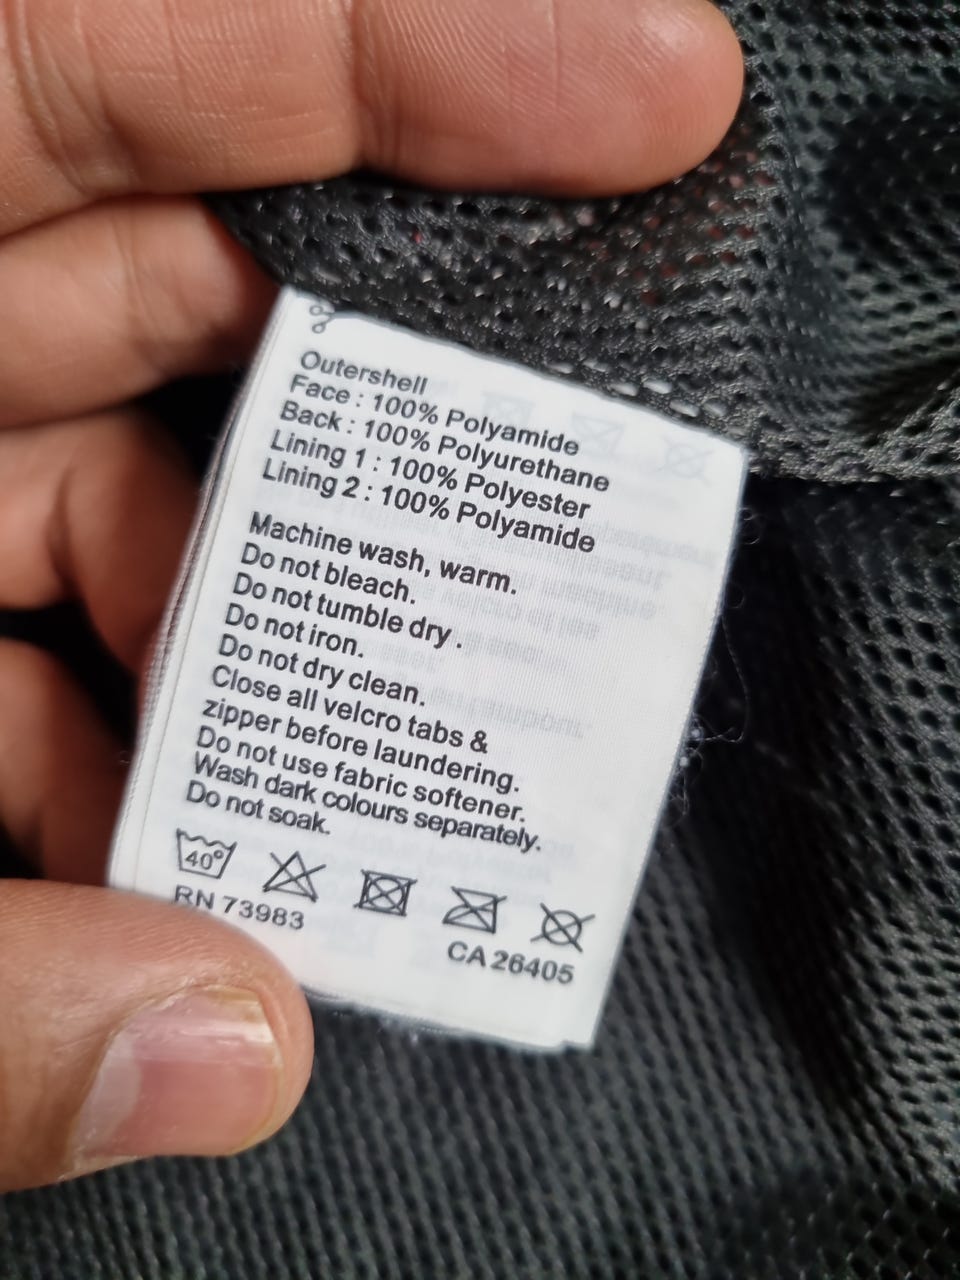 Outershell
Face : 100% Polyamide
Back : 100% Polyurethane
Lining 1 : 100% Polyester
Lining 2 : 100% Polyamide
Machine wash, warm.
Do not bleach.
Do not tumble dry .
Do not iron.
Do not dry clean.
Close all velcro tabs &
zipper before laundering.
Do not use fabric softener.
Wash dark colours separately.
Do not soak.
40°
RN 73983
CA 26405